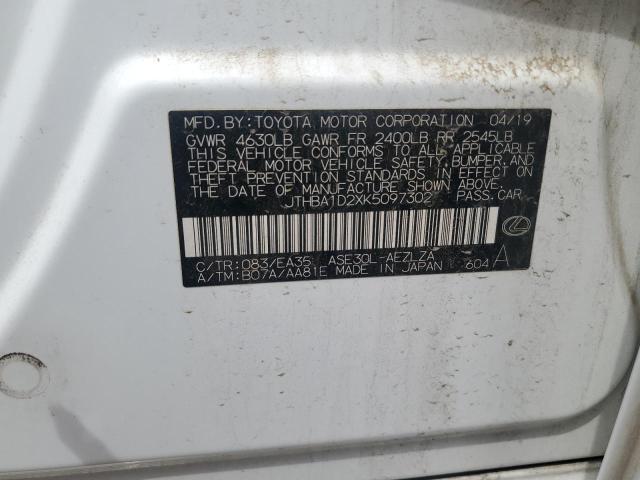 MFD. BY: TOYOTA MOTOR CORPORATION 04/19
GVWR 4630LB GAWR FR 2400LB RR 2545LB
THIS VEHICLE CONFORMS TO ALL APPLICABLE
FEDERAL MOTOR VEHICLE SAFETY, BUMPER, AND
THEFT PREVENTION STANDARDS IN EFFECT ON
THE DATE OF MANUFACTURE SHOWN ABOVE.
JTHBA1D2XK5097302 PASS. CAR
C/TR: 083/EA35 ASE30L-AEZLZA
A/TM: B07A/AA81E MADE IN JAPAN 604 A